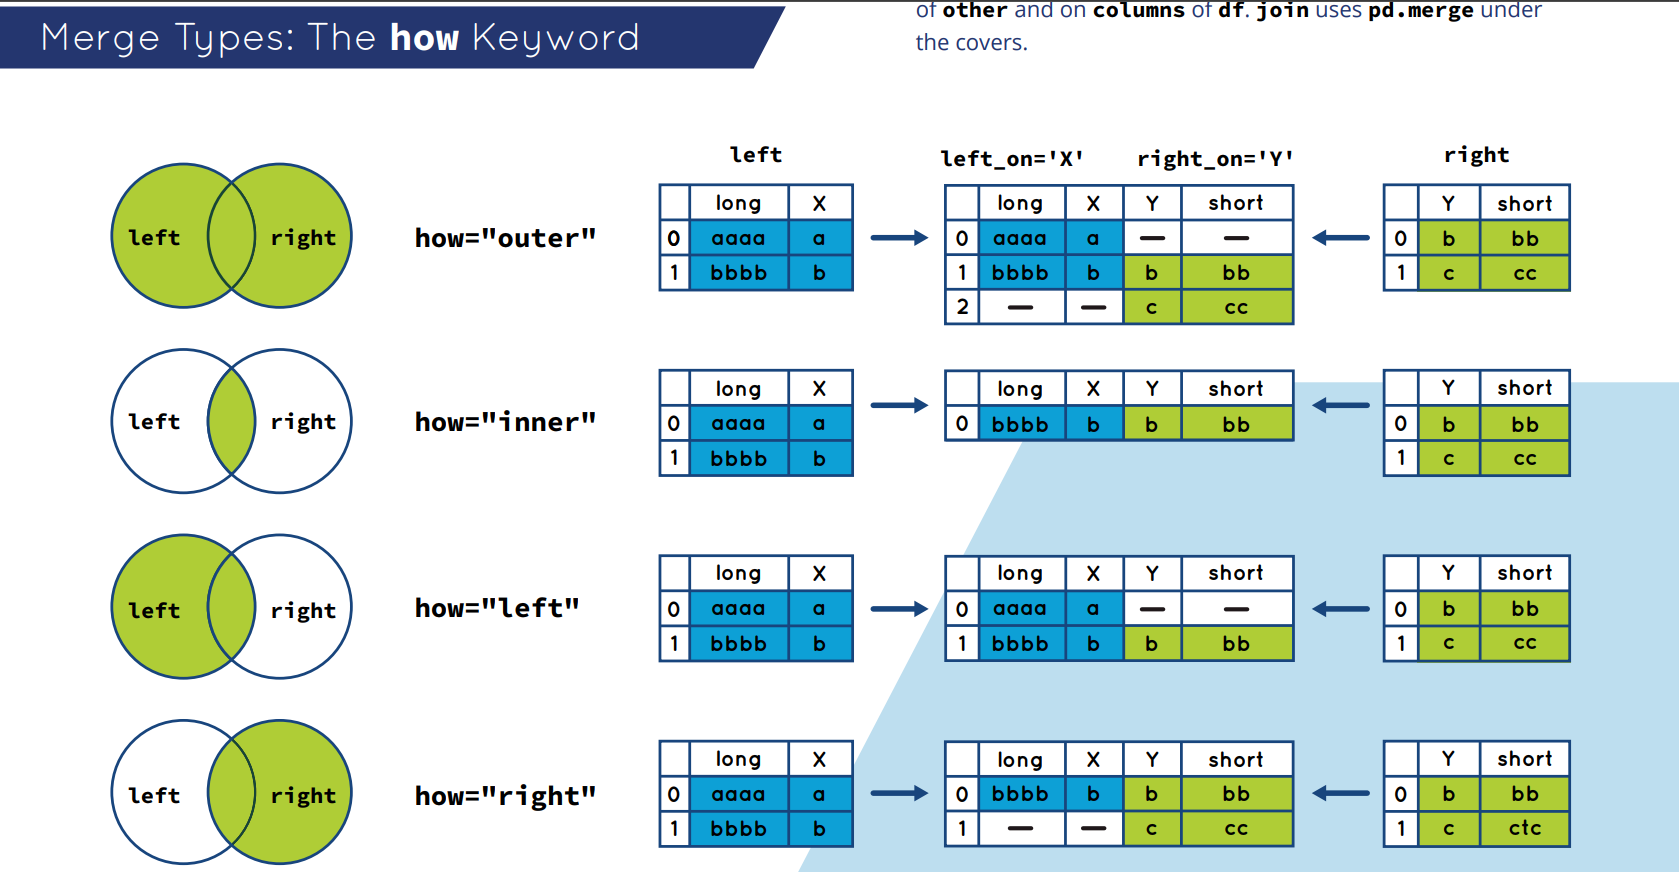 of other and on columns of df. join uses pd.merge under
the covers.
Merge Types: The how Keyword
left left_on='X' right_on='Y' right
left right how="outer"
long X long X Y short Y short
0 aaaa a 0 aaaa a — — 0 b bb
1 bbbb b 1 bbbb b b bb 1 c cc
2 — — c cc
left right how="inner"
long X long X Y short Y short
0 aaaa a 0 bbbb b b bb 0 b bb
1 bbbb b 1 c cc
left right how="left"
long X long X Y short Y short
0 aaaa a 0 aaaa a — — 0 b bb
1 bbbb b 1 bbbb b b bb 1 c cc
left right how="right"
long X long X Y short Y short
0 aaaa a 0 bbbb b b bb 0 b bb
1 bbbb b 1 — — c cc 1 c ctc